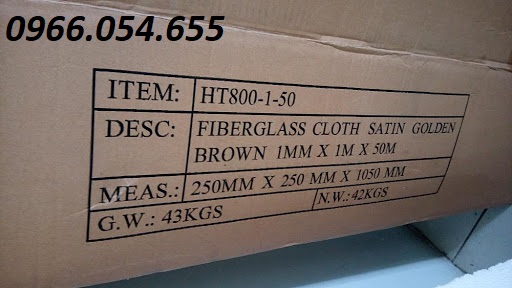 0966.054.655
ITEM: HT800-1-50
DESC: FIBERGLASS CLOTH SATIN GOLDEN
BROWN 1MM X 1M X 50M
MEAS.: 250MM X 250 MM X 1050 MM
G.W.: 43KGS N.W.: 42KGS